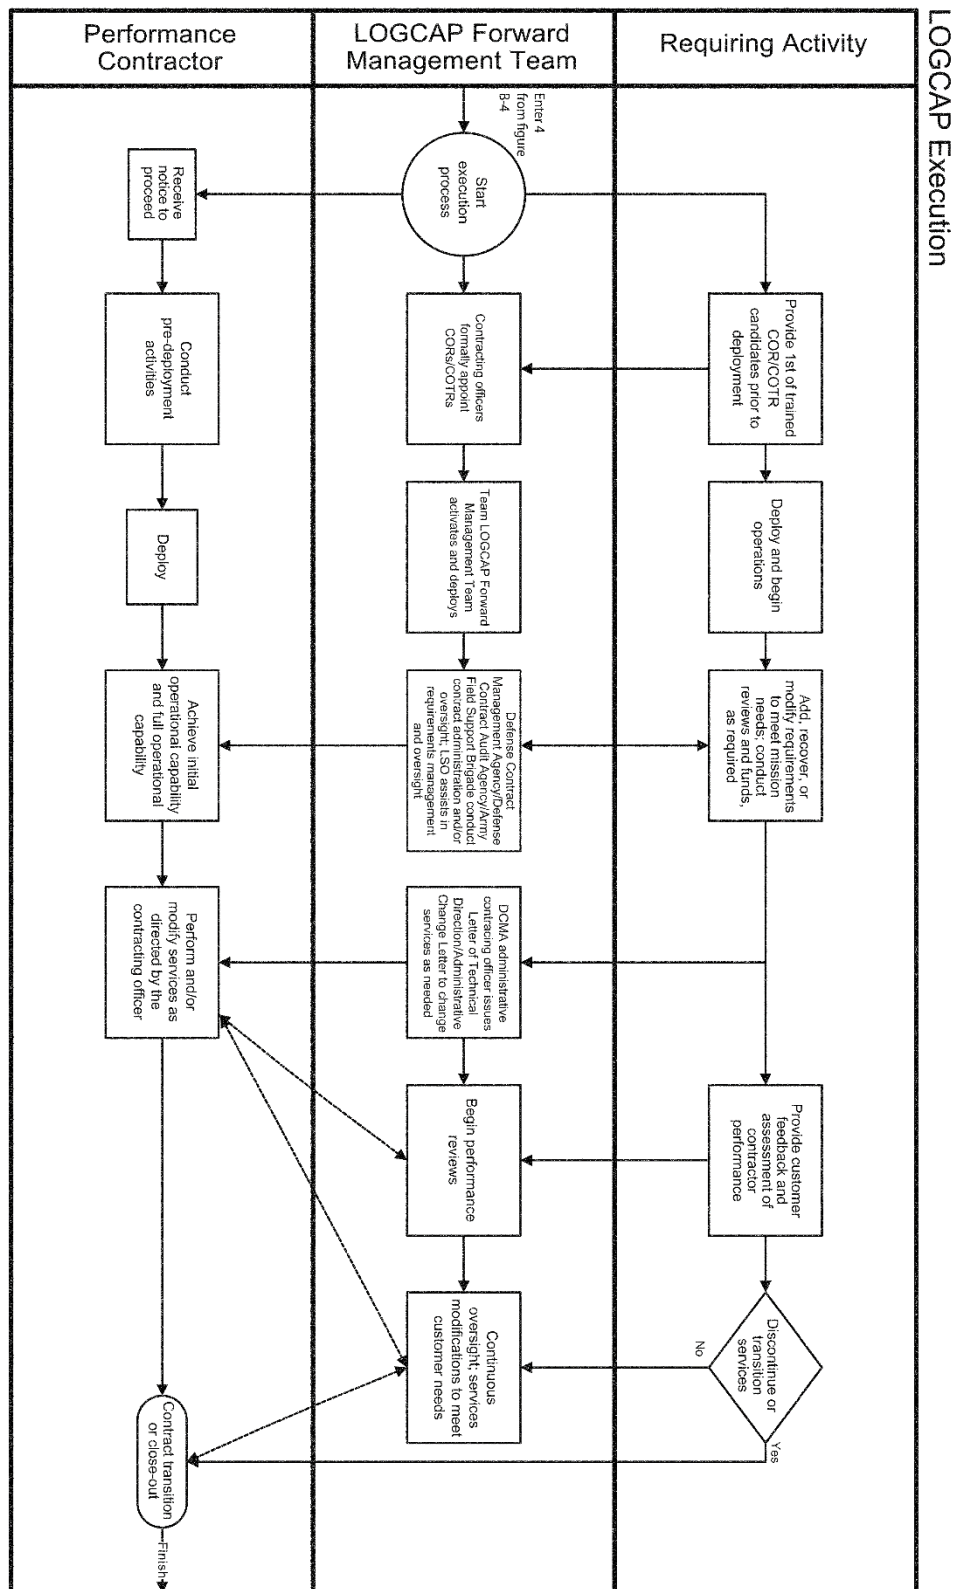 LOGCAP Execution
Performance
Contractor
LOGCAP Forward
Management Team
Requiring Activity
Enter 4
from figure
B-4
Start
execution
process
Receive
notice to
proceed
Contracting officers
formally appoint
CORs/COTRs
Provide 1st of trained
COR/COTR
candidates prior to
deployment
Conduct
pre-deployment
activities
Team LOGCAP Forward
Management Team
activates and deploys
Deploy and begin
operations
Deploy
Defense Contract
Management Agency/Defense
Contract Audit Agency/Army
Field Support Brigade conduct
contract administration and/or
oversight; LSO assists in
requirements management
and oversight
Add, recover, or
modify requirements
to meet mission
needs; conduct
reviews and funds,
as required
Achieve initial
operational capability
and full operational
capability
DCMA administrative
contracing officer issues
Letter of Technical
Direction/Administrative
Change Letter to change
services as needed
Perform and/or
modify services as
directed by the
contracting officer
Begin performance
reviews
Provide customer
feedback and
assessment of
contractor
performance
Continuous
oversight; services
modifications to meet
customer needs
No
Discontinue or
transition
services
Yes
Contract transition
or close-out
Finish